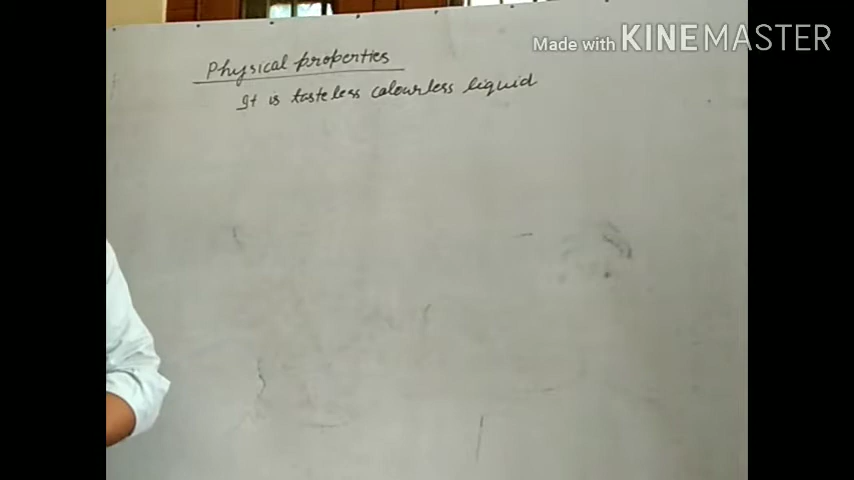 Made with KINEMASTER
Physical properties
It is tasteless colourless liquid